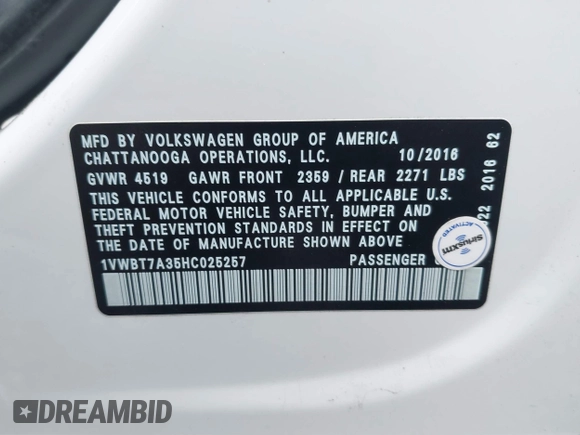 MFD BY VOLKSWAGEN GROUP OF AMERICA
CHATTANOOGA OPERATIONS, LLC. 10/2016
GVWR 4519 GAWR FRONT 2359 / REAR 2271 LBS
THIS VEHICLE CONFORMS TO ALL APPLICABLE U.S.
FEDERAL MOTOR VEHICLE SAFETY, BUMPER AND
THEFT PREVENTION STANDARDS IN EFFECT ON THE
DATE OF MANUFACTURE SHOWN ABOVE
1VWBT7A35HC025257 PASSENGER
22 2016 62
siriusxm
ACTIVATED
DREAMBID